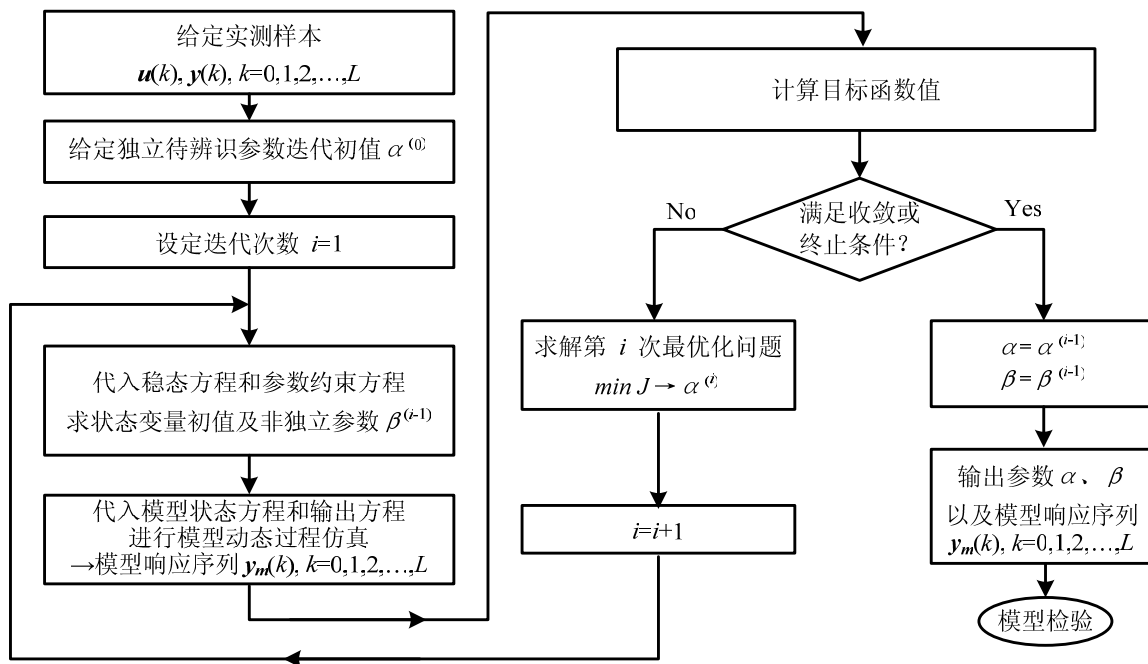 给定实测样本
u(k), y(k), k=0,1,2,…,L
给定独立待辨识参数迭代初值 α⁽⁰⁾
设定迭代次数 i=1
代入稳态方程和参数约束方程
求状态变量初值及非独立参数 β⁽ⁱ⁻¹⁾
代入模型状态方程和输出方程
进行模型动态过程仿真
→模型响应序列 yₘ(k), k=0,1,2,…,L
计算目标函数值
满足收敛或
终止条件?
No
Yes
求解第 i 次最优化问题
min J → α⁽ⁱ⁾
i=i+1
α= α⁽ⁱ⁻¹⁾
β= β⁽ⁱ⁻¹⁾
输出参数 α、β
以及模型响应序列
yₘ(k), k=0,1,2,…,L
模型检验